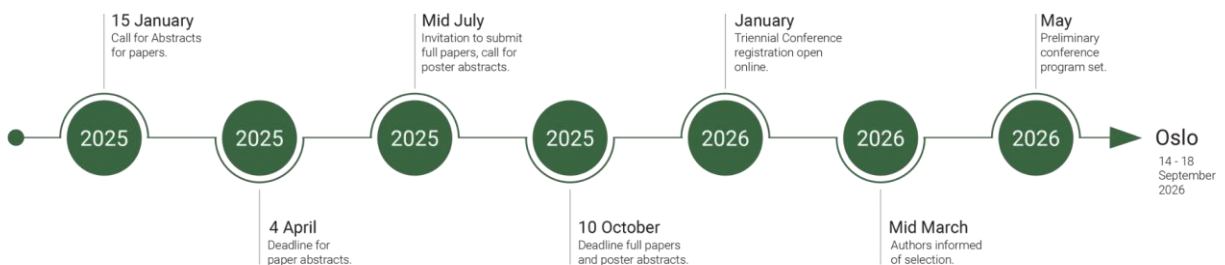 15 January
Call for Abstracts
for papers.
2025
2025
4 April
Deadline for
paper abstracts.
Mid July
Invitation to submit
full papers, call for
poster abstracts.
2025
2025
10 October
Deadline full papers
and poster abstracts.
January
Triennial Conference
registration open
online.
2026
2026
Mid March
Authors informed
of selection.
May
Preliminary
conference
program set.
2026
Oslo
14 - 18
September
2026